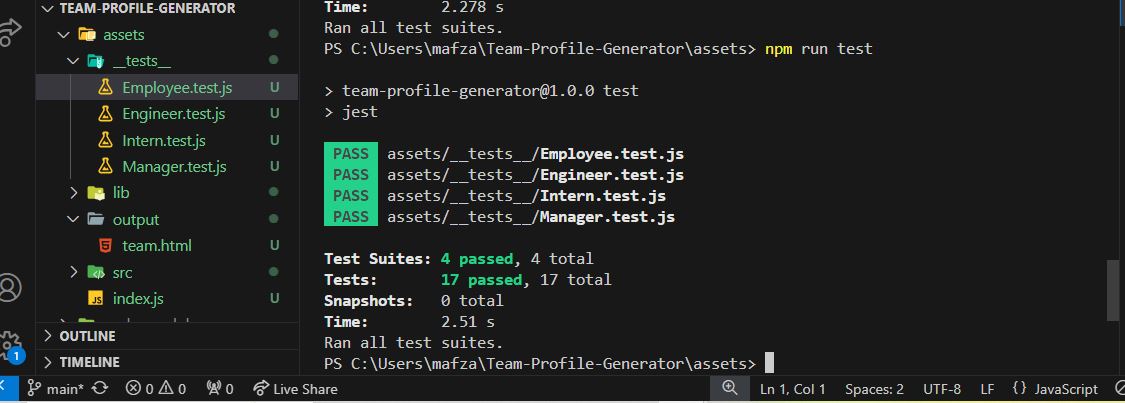 TEAM-PROFILE-GENERATOR
assets
__tests__
Employee.test.js U
Engineer.test.js U
Intern.test.js U
Manager.test.js U
lib
output
team.html U
src
index.js U
OUTLINE
TIMELINE
Time: 2.278 s
Ran all test suites.
PS C:\Users\mafza\Team-Profile-Generator\assets> npm run test
> team-profile-generator@1.0.0 test
> jest
PASS assets/__tests__/Employee.test.js
PASS assets/__tests__/Engineer.test.js
PASS assets/__tests__/Intern.test.js
PASS assets/__tests__/Manager.test.js
Test Suites: 4 passed, 4 total
Tests: 17 passed, 17 total
Snapshots: 0 total
Time: 2.51 s
Ran all test suites.
PS C:\Users\mafza\Team-Profile-Generator\assets>
1
main* 0 0 0 Live Share Ln 1, Col 1 Spaces: 2 UTF-8 LF {} JavaScript